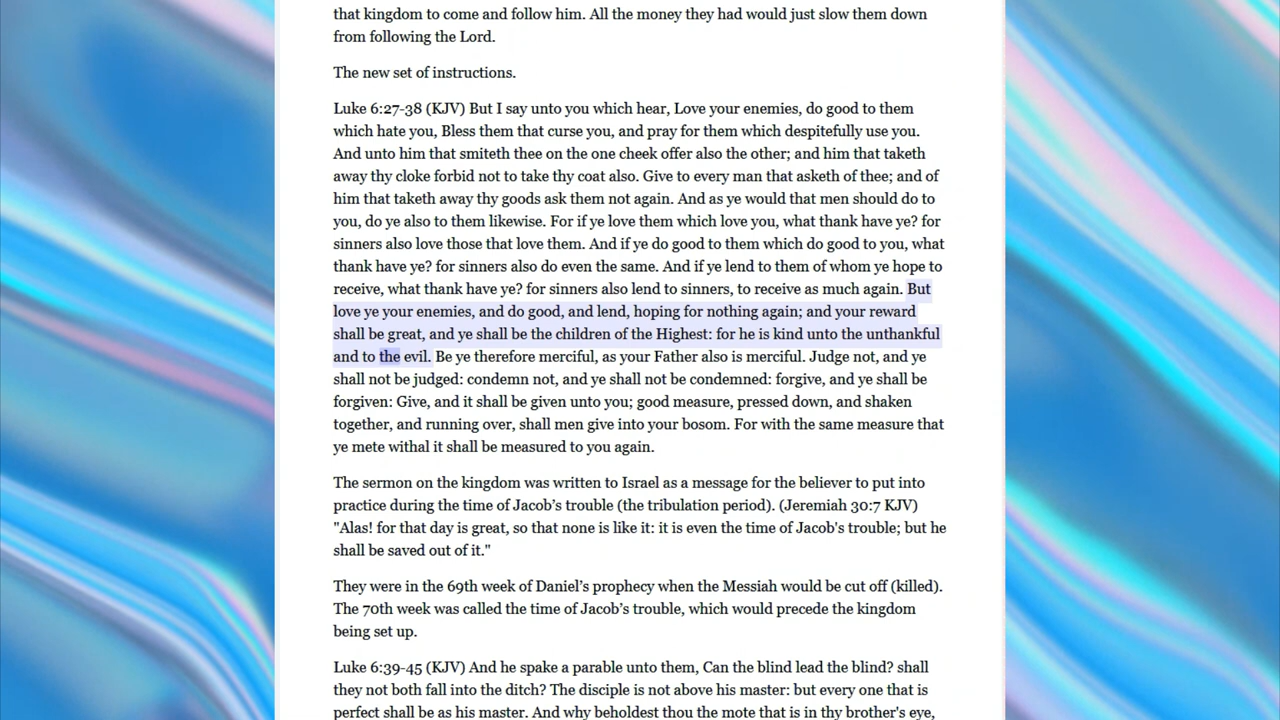 that kingdom to come and follow him. All the money they had would just slow them down
from following the Lord.
The new set of instructions.
Luke 6:27-38 (KJV) But I say unto you which hear, Love your enemies, do good to them
which hate you, Bless them that curse you, and pray for them which despitefully use you.
And unto him that smiteth thee on the one cheek offer also the other; and him that taketh
away thy cloke forbid not to take thy coat also. Give to every man that asketh of thee; and of
him that taketh away thy goods ask them not again. And as ye would that men should do to
you, do ye also to them likewise. For if ye love them which love you, what thank have ye? for
sinners also love those that love them. And if ye do good to them which do good to you, what
thank have ye? for sinners also do even the same. And if ye lend to them of whom ye hope to
receive, what thank have ye? for sinners also lend to sinners, to receive as much again. But
love ye your enemies, and do good, and lend, hoping for nothing again; and your reward
shall be great, and ye shall be the children of the Highest: for he is kind unto the unthankful
and to the evil. Be ye therefore merciful, as your Father also is merciful. Judge not, and ye
shall not be judged: condemn not, and ye shall not be condemned: forgive, and ye shall be
forgiven: Give, and it shall be given unto you; good measure, pressed down, and shaken
together, and running over, shall men give into your bosom. For with the same measure that
ye mete withal it shall be measured to you again.
The sermon on the kingdom was written to Israel as a message for the believer to put into
practice during the time of Jacob’s trouble (the tribulation period). (Jeremiah 30:7 KJV)
"Alas! for that day is great, so that none is like it: it is even the time of Jacob's trouble; but he
shall be saved out of it."
They were in the 69th week of Daniel’s prophecy when the Messiah would be cut off (killed).
The 70th week was called the time of Jacob’s trouble, which would precede the kingdom
being set up.
Luke 6:39-45 (KJV) And he spake a parable unto them, Can the blind lead the blind? shall
they not both fall into the ditch? The disciple is not above his master: but every one that is
perfect shall be as his master. And why beholdest thou the mote that is in thy brother's eye,